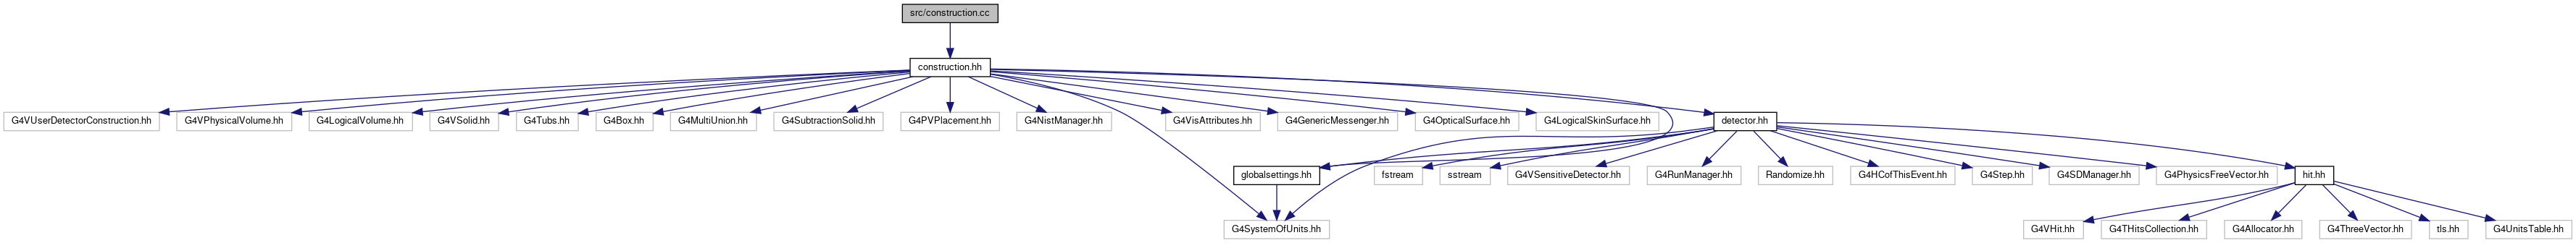 src/construction.cc
construction.hh
G4VUserDetectorConstruction.hh
G4VPhysicalVolume.hh
G4LogicalVolume.hh
G4VSolid.hh
G4Tubs.hh
G4Box.hh
G4MultiUnion.hh
G4SubtractionSolid.hh
G4PVPlacement.hh
G4NistManager.hh
G4VisAttributes.hh
G4GenericMessenger.hh
G4OpticalSurface.hh
G4LogicalSkinSurface.hh
detector.hh
globalsettings.hh
fstream
sstream
G4VSensitiveDetector.hh
G4RunManager.hh
Randomize.hh
G4HCofThisEvent.hh
G4Step.hh
G4SDManager.hh
G4PhysicsFreeVector.hh
hit.hh
G4SystemOfUnits.hh
G4VHit.hh
G4THitsCollection.hh
G4Allocator.hh
G4ThreeVector.hh
tls.hh
G4UnitsTable.hh